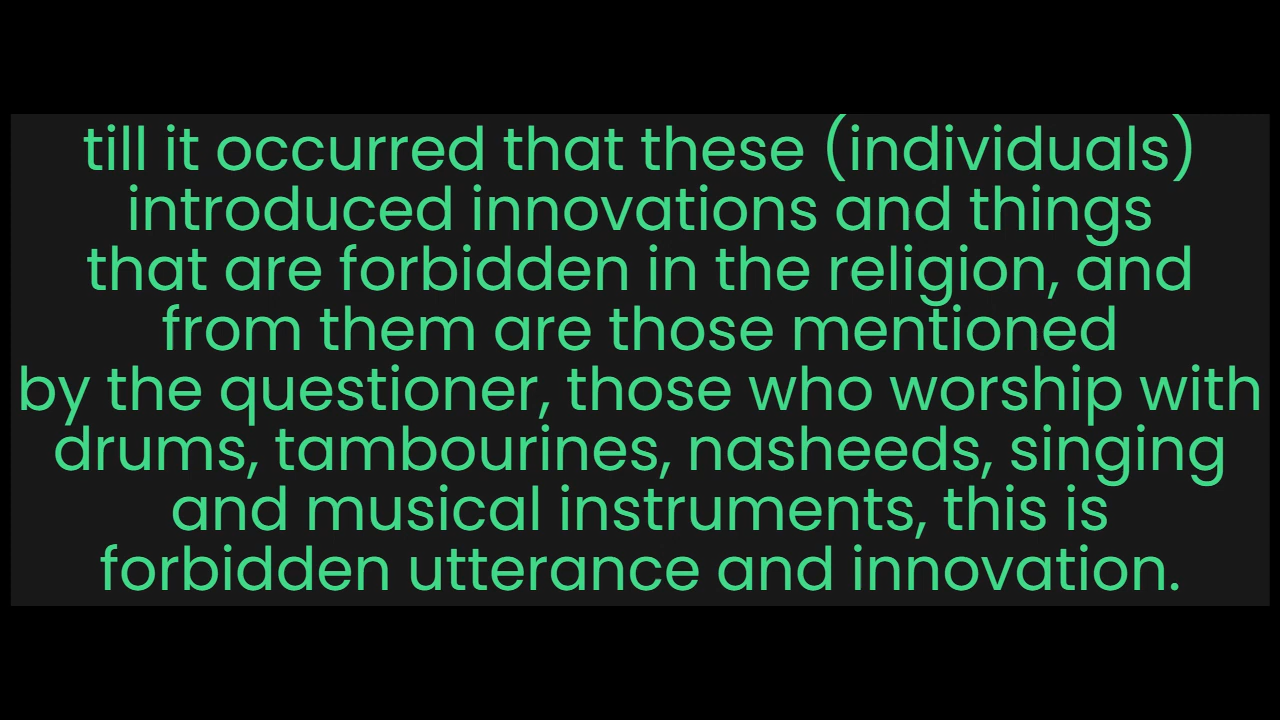 till it occurred that these (individuals)
introduced innovations and things
that are forbidden in the religion, and
from them are those mentioned
by the questioner, those who worship with
drums, tambourines, nasheeds, singing
and musical instruments, this is
forbidden utterance and innovation.